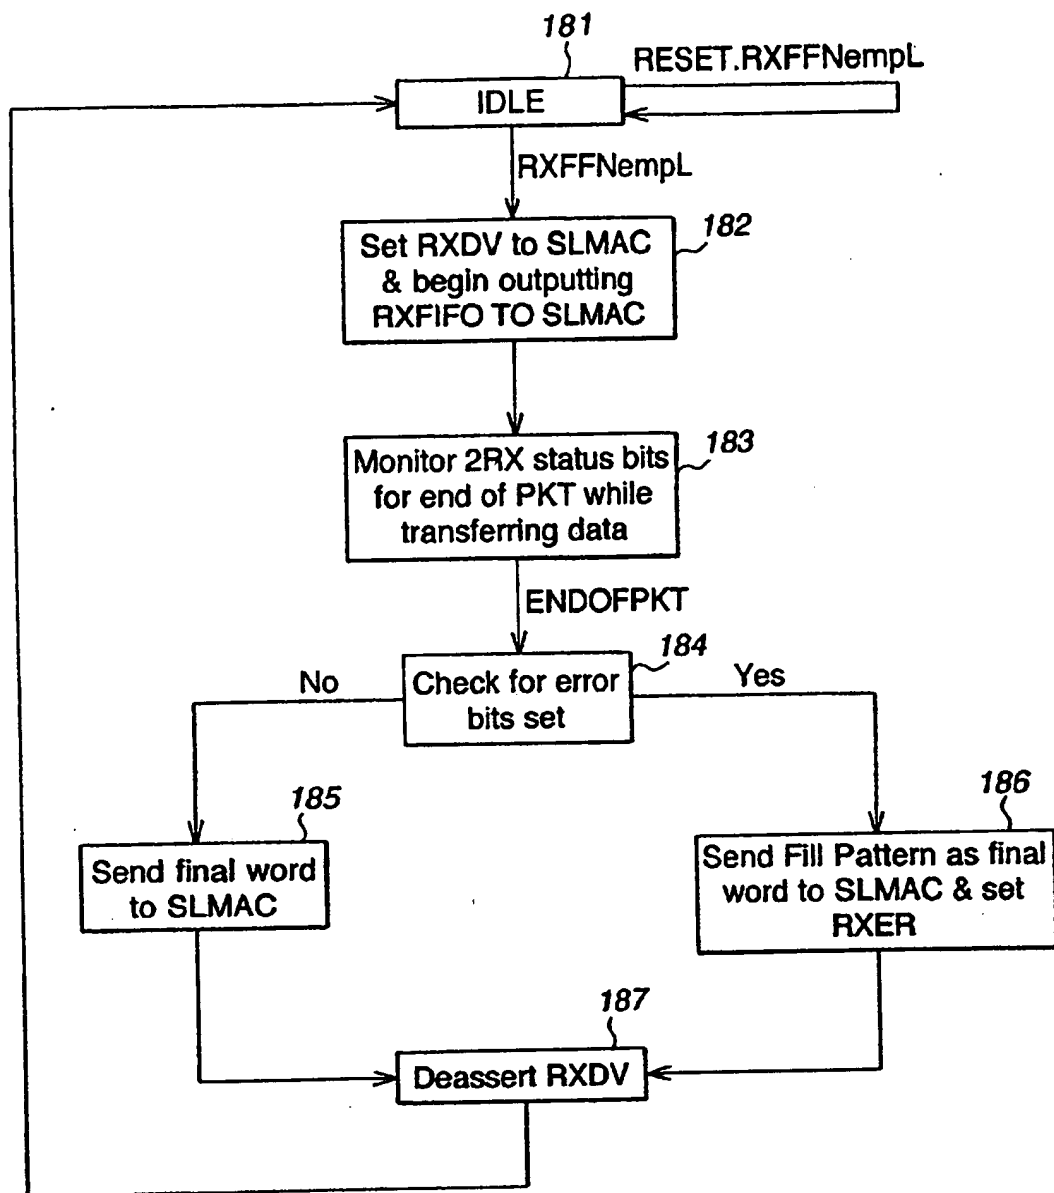 181
RESET.RXFFNempL
IDLE
RXFFNempL
182
Set RXDV to SLMAC
& begin outputting
RXFIFO TO SLMAC
183
Monitor 2RX status bits
for end of PKT while
transferring data
ENDOFPKT
184
No
Check for error
bits set
Yes
185
Send final word
to SLMAC
186
Send Fill Pattern as final
word to SLMAC & set
RXER
187
Deassert RXDV